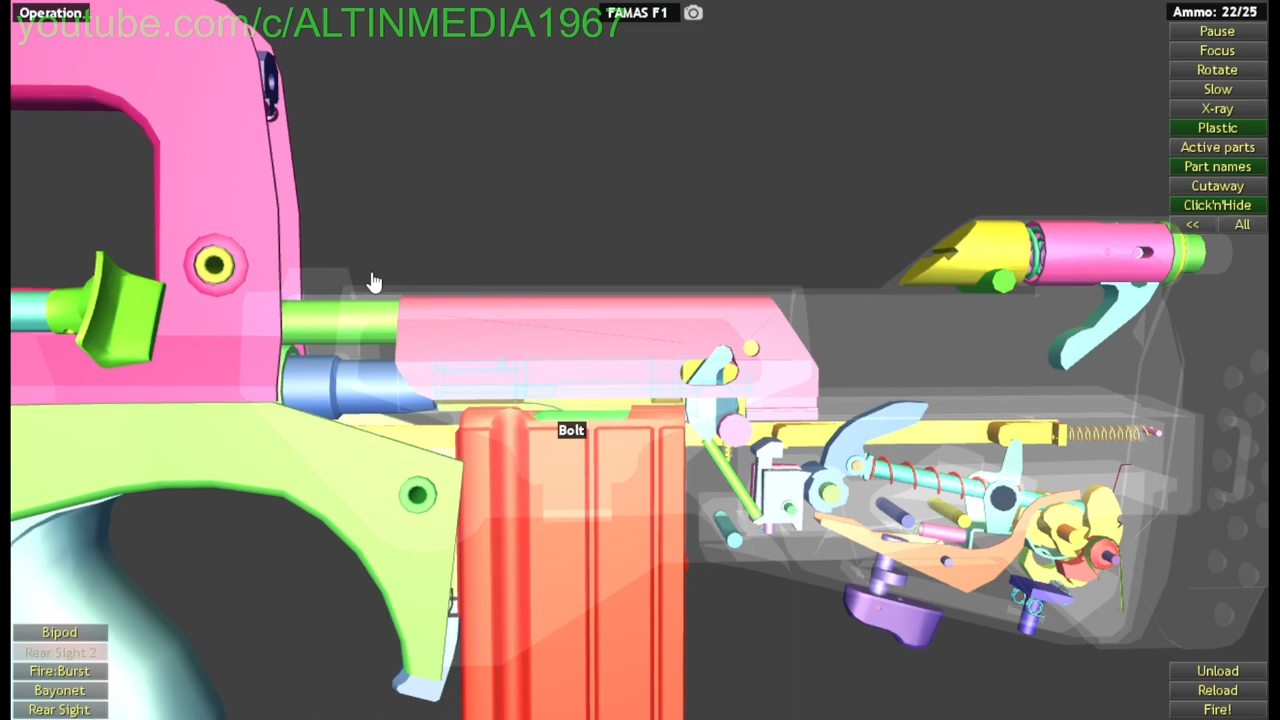 Operation
youtube.com/c/ALTINMEDIA1967
FAMAS F1
Ammo: 22/25
Pause
Focus
Rotate
Slow
X-ray
Plastic
Active parts
Part names
Cutaway
Click'n'Hide
<< All
Bolt
Bipod
Rear Sight 2
Fire:Burst
Bayonet
Rear Sight
Unload
Reload
Fire!